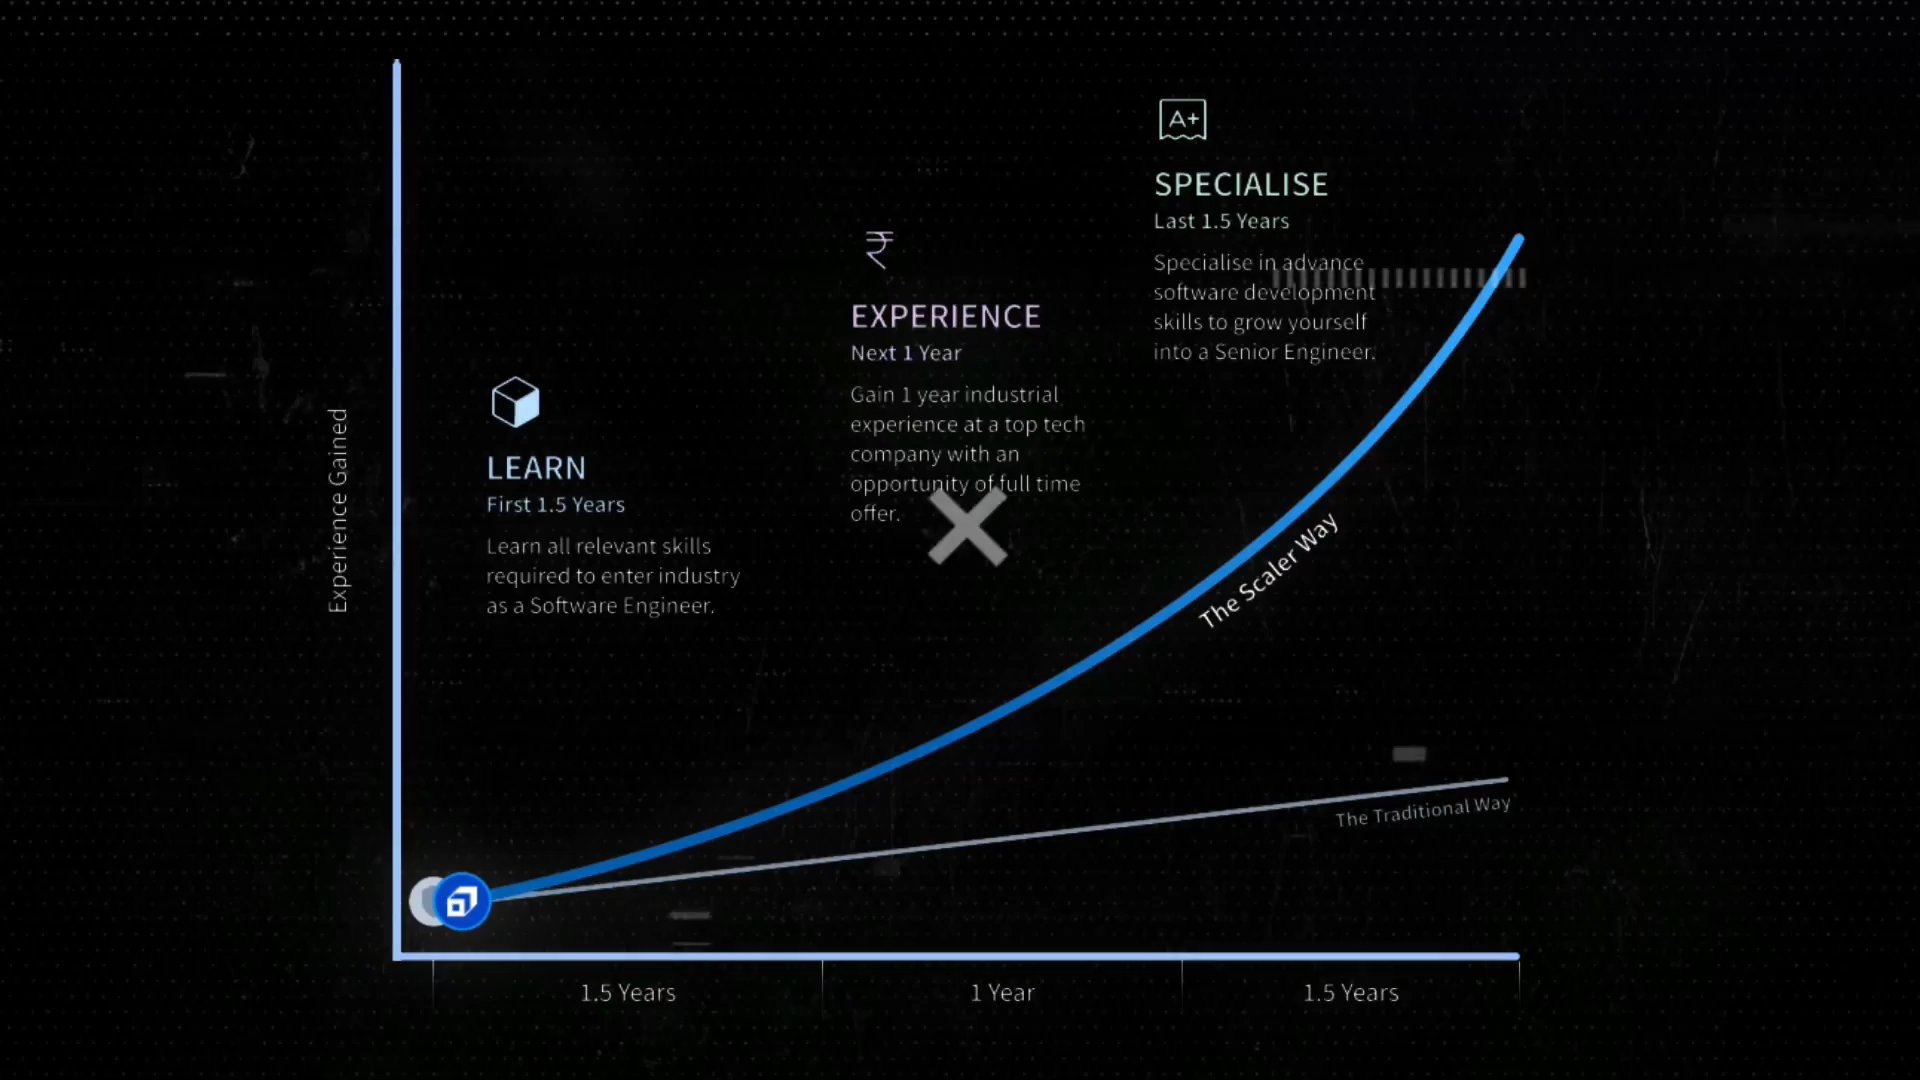 A+
SPECIALISE
Last 1.5 Years
Specialise in advance
software development
skills to grow yourself
into a Senior Engineer.
₹
EXPERIENCE
Next 1 Year
Gain 1 year industrial
experience at a top tech
company with an
opportunity of full time
offer.
LEARN
First 1.5 Years
Learn all relevant skills
required to enter industry
as a Software Engineer.
Experience Gained
The Scaler Way
The Traditional Way
1.5 Years
1 Year
1.5 Years